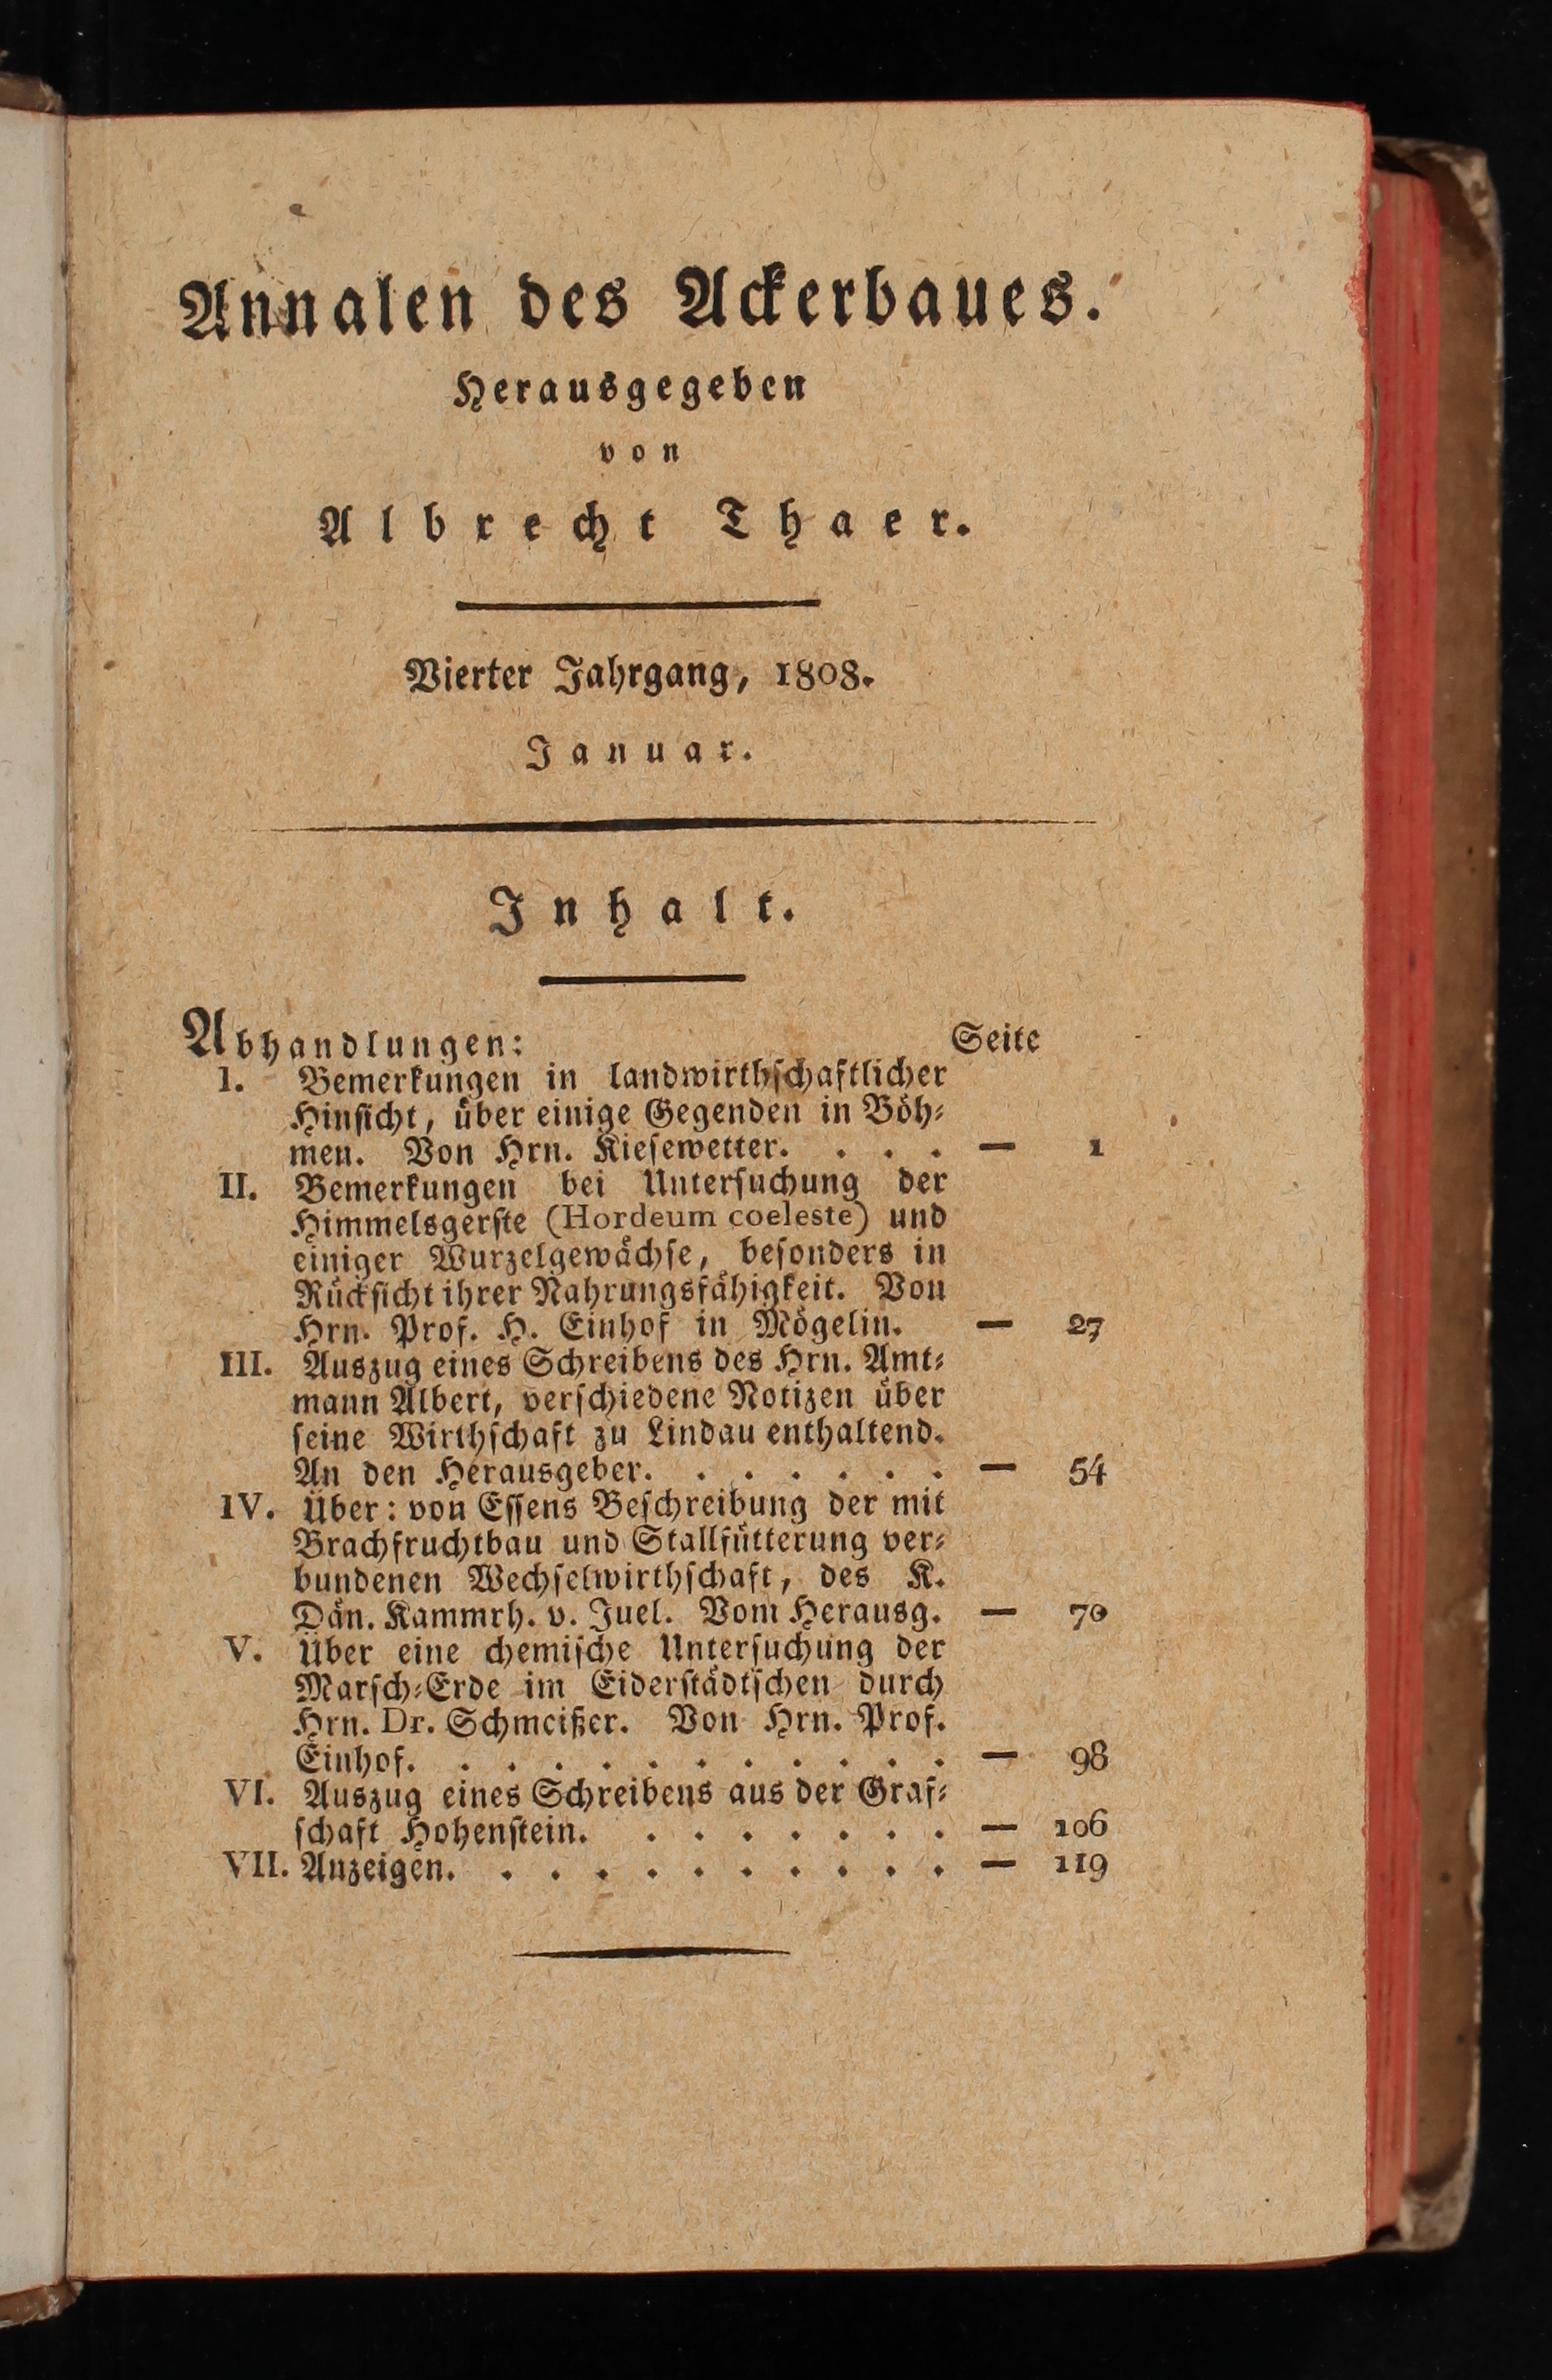 Annalen des Ackerbaues.
Herausgegeben
von
Albrecht Thaer.
Vierter Jahrgang, 1808.
Januar.
Inhalt.
Abhandlungen: Seite
I. Bemerkungen in landwirthschaftlicher
Hinsicht, über einige Gegenden in Böh-
men. Von Hrn. Kiesewetter. . . . — 1
II. Bemerkungen bei Untersuchung der
Himmelsgerste (Hordeum coeleste) und
einiger Wurzelgewächse, besonders in
Rücksicht ihrer Nahrungsfähigkeit. Von
Hrn. Prof. H. Einhof in Mögelin. — 27
III. Auszug eines Schreibens des Hrn. Amt-
mann Albert, verschiedene Notizen über
seine Wirthschaft zu Lindau enthaltend.
An den Herausgeber. . . . . . . — 54
IV. Über: von Essens Beschreibung der mit
Brachfruchtbau und Stallfütterung ver-
bundenen Wechselwirthschaft, des K.
Dän. Kammrh. v. Juel. Vom Herausg. — 70
V. Über eine chemische Untersuchung der
Marsch-Erde im Eiderstädtschen durch
Hrn. Dr. Schmeißer. Von Hrn. Prof.
Einhof. . . . . . . . . . . . — 98
VI. Auszug eines Schreibens aus der Graf-
schaft Hohenstein. . . . . . . . — 106
VII. Anzeigen. . . . . . . . . . . — 119